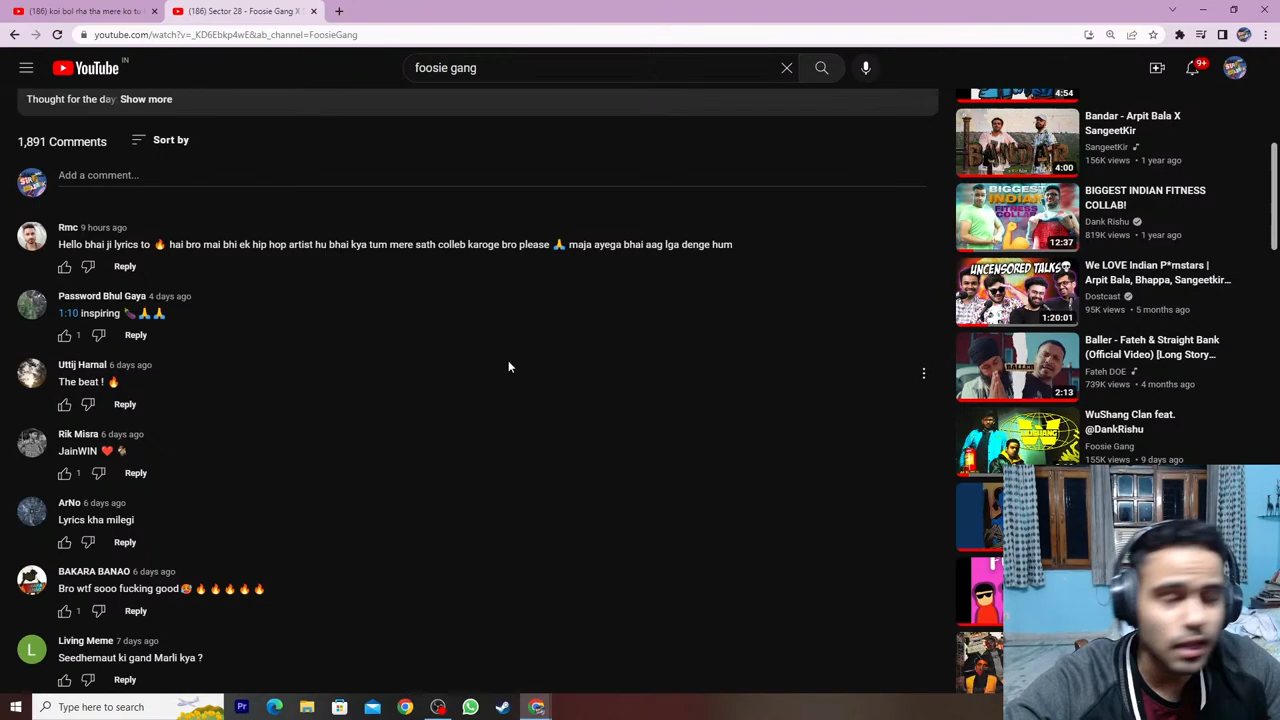 (186) koi bol rha tha mere ko tu
(186) Sector 28 - Foosie Gang X S
youtube.com/watch?v=_KD6Ebkp4wE&ab_channel=FoosieGang
YouTube
IN
foosie gang
9+
Thought for the day Show more
1,891 Comments
Sort by
Add a comment...
Rmc 9 hours ago
Hello bhai ji lyrics to 🔥 hai bro mai bhi ek hip hop artist hu bhai kya tum mere sath colleb karoge bro please 🙏 maja ayega bhai aag lga denge hum
Reply
Password Bhul Gaya 4 days ago
1:10 inspiring 🍆🙏🙏
1
Reply
Uttij Harnal 6 days ago
The beat ! 🔥
Reply
Rik Misra 6 days ago
JainWIN ❤️ 🐐
1
Reply
ArNo 6 days ago
Lyrics kha milegi
Reply
BAKARA BANAO 6 days ago
Bro wtf sooo fucking good🥵🔥🔥🔥🔥🔥
1
Reply
Living Meme 7 days ago
Seedhemaut ki gand Marli kya ?
Reply
4:54
BANDAR
4:00
Bandar - Arpit Bala X
SangeetKir
SangeetKir
156K views • 1 year ago
BIGGEST
INDIAN
FITNESS
COLLAB
12:37
BIGGEST INDIAN FITNESS
COLLAB!
Dank Rishu
819K views • 1 year ago
UNCENSORED TALKS
1:20:01
We LOVE Indian P*rnstars |
Arpit Bala, Bhappa, Sangeetkir...
Dostcast
95K views • 5 months ago
BALLER
2:13
Baller - Fateh & Straight Bank
(Official Video) [Long Story...
Fateh DOE
739K views • 4 months ago
WUSHANG
WuShang Clan feat.
@DankRishu
Foosie Gang
155K views • 9 days ago
Type here to search
Pr